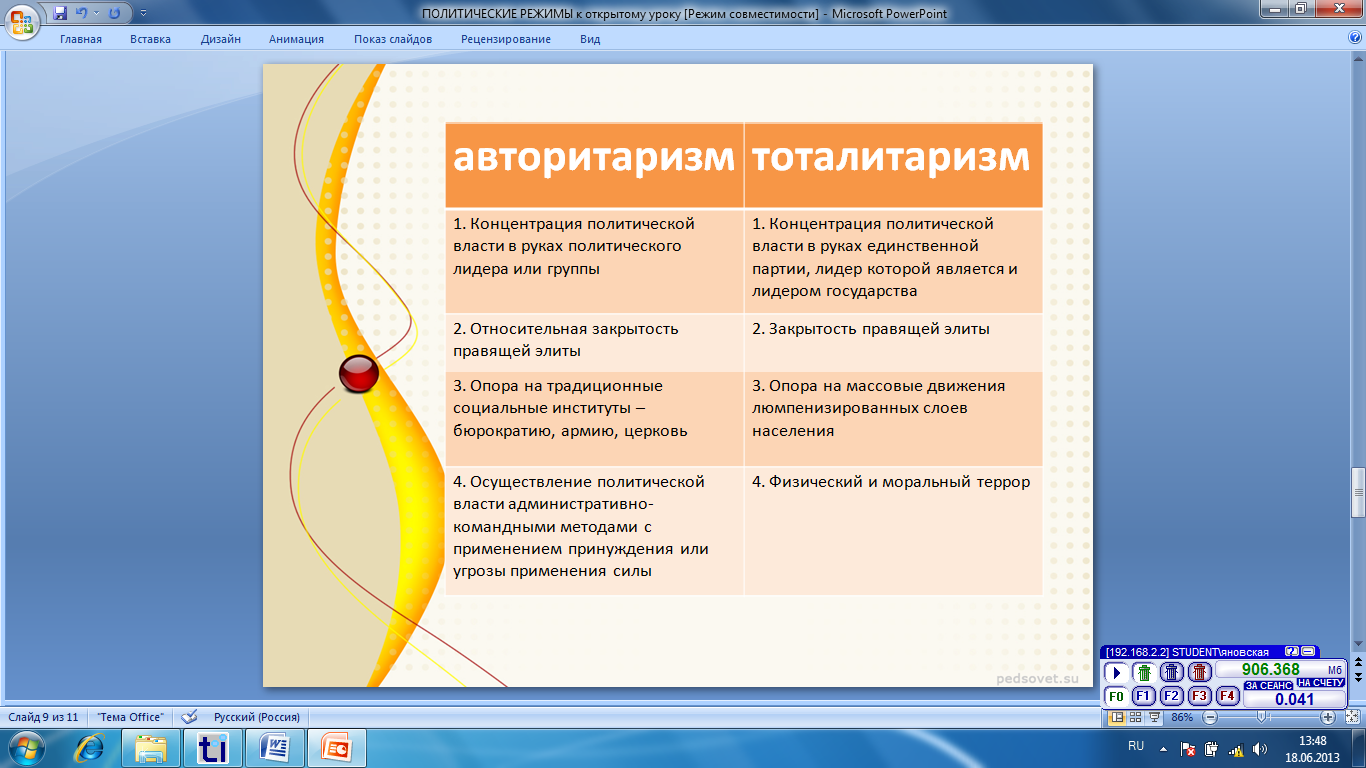 ПОЛИТИЧЕСКИЕ РЕЖИМЫ к открытому уроку [Режим совместимости] - Microsoft PowerPoint
Главная Вставка Дизайн Анимация Показ слайдов Рецензирование Вид
авторитаризм тоталитаризм
1. Концентрация политической
власти в руках политического
лидера или группы
1. Концентрация политической
власти в руках единственной
партии, лидер которой является и
лидером государства
2. Относительная закрытость
правящей элиты
2. Закрытость правящей элиты
3. Опора на традиционные
социальные институты –
бюрократию, армию, церковь
3. Опора на массовые движения
люмпенизированных слоев
населения
4. Осуществление политической
власти административно-
командными методами с
применением принуждения или
угрозы применения силы
4. Физический и моральный террор
pedsovet.su
[192.168.2.2] STUDENT\яновская
906.368 Мб
ЗА СЕАНС НА СЧЕТУ
F0 F1 F2 F3 F4 0.041
Слайд 9 из 11 "Тема Office" Русский (Россия) 86%
ti W RU 13:48
18.06.2013